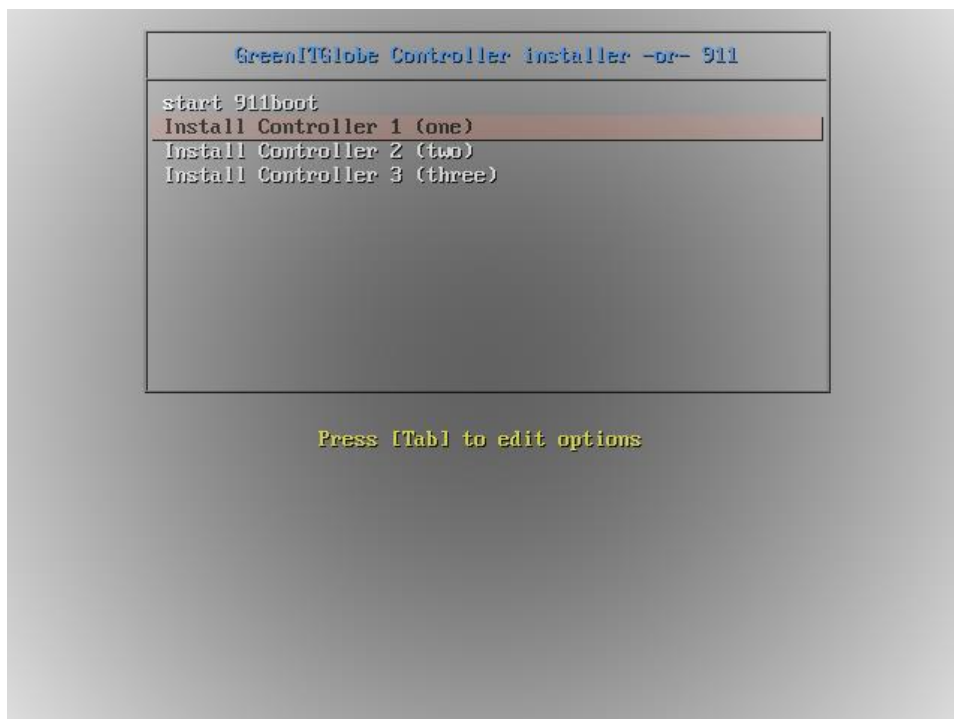 GreenITGlobe Controller installer -or- 911
start 911boot
Install Controller 1 (one)
Install Controller 2 (two)
Install Controller 3 (three)
Press [Tab] to edit options